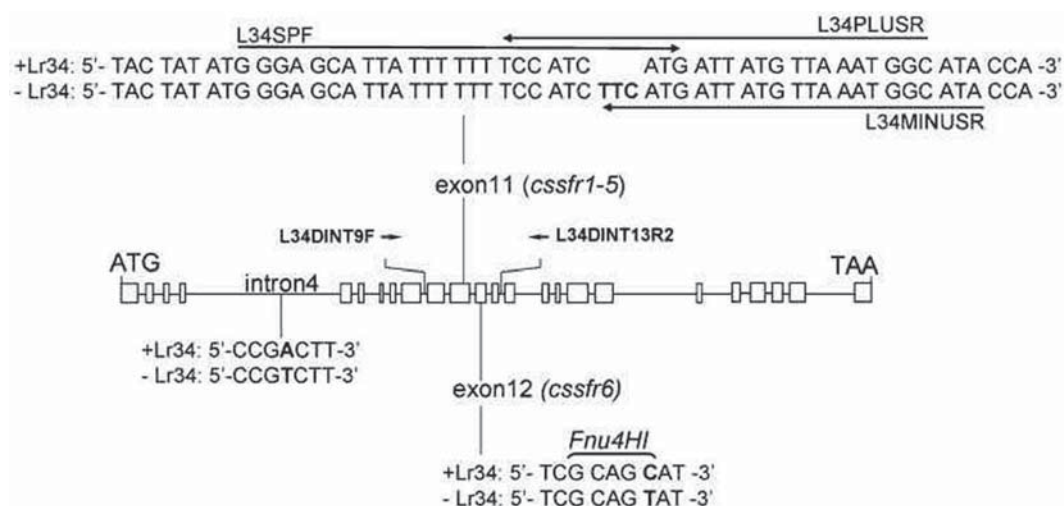 L34SPF
L34PLUSR
+Lr34: 5'- TAC TAT ATG GGA GCA TTA TTT TTT TCC ATC ATG ATT ATG TTA AAT GGC ATA CCA -3'
- Lr34: 5'- TAC TAT ATG GGA GCA TTA TTT TTT TCC ATC TTC ATG ATT ATG TTA AAT GGC ATA CCA -3'
L34MINUSR
exon11 (cssfr1-5)
L34DINT9F
L34DINT13R2
ATG
TAA
intron4
+Lr34: 5'-CCGACTT-3'
- Lr34: 5'-CCGTCTT-3'
exon12 (cssfr6)
Fnu4HI
+Lr34: 5'- TCG CAG CAT -3'
- Lr34: 5'- TCG CAG TAT -3'